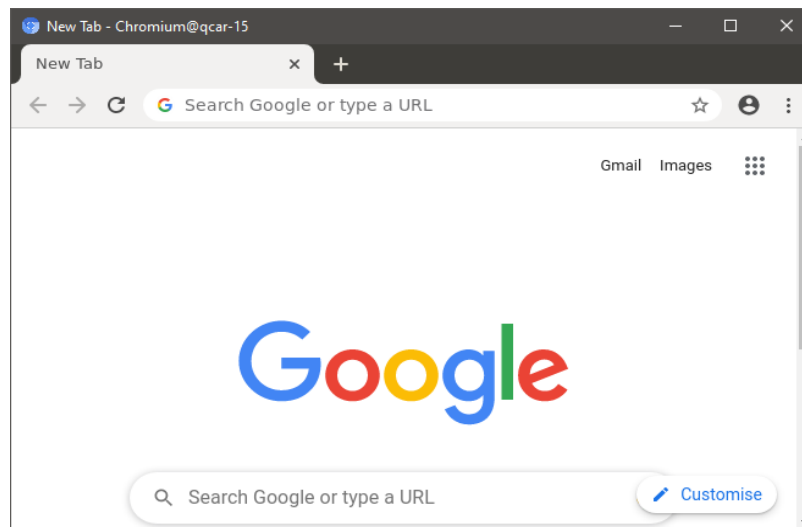 New Tab - Chromium@qcar-15
New Tab
Search Google or type a URL
Gmail Images
Google
Search Google or type a URL
Customise